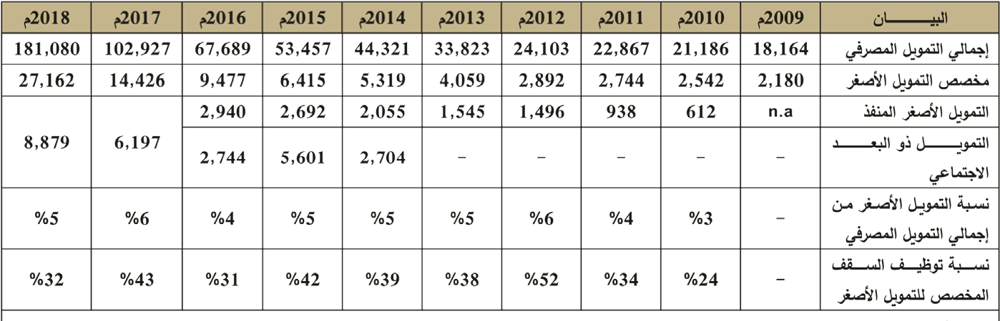 البيـــــــــان 2009م 2010م 2011م 2012م 2013م 2014م 2015م 2016م 2017م 2018م
إجمالي التمويل المصرفي 18,164 21,186 22,867 24,103 33,823 44,321 53,457 67,689 102,927 181,080
مخصص التمويل الأصغر 2,180 2,542 2,744 2,892 4,059 5,319 6,415 9,477 14,426 27,162
التمويل الأصغر المنفذ n.a 612 938 1,496 1,545 2,055 2,692 2,940 6,197 8,879
التمويـــــل ذو البعـــــد
الاجتماعي – – – – – 2,704 5,601 2,744
نسبة التمويل الأصغر من
إجمالي التمويل المصرفي – %3 %4 %6 %5 %5 %5 %4 %6 %5
نســـبة توظيـــف الســـقف
المخصص للتمويل الأصغر – %24 %34 %52 %38 %39 %42 %31 %43 %32